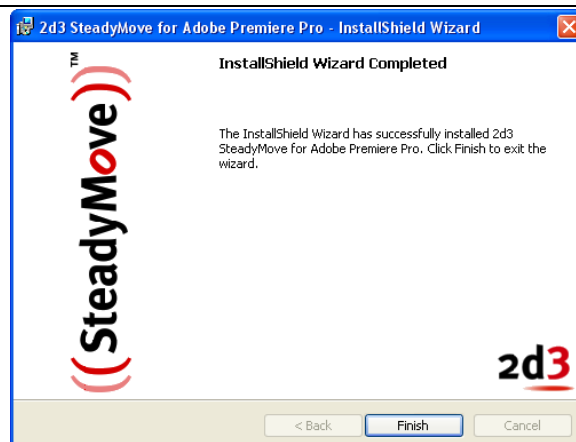 2d3 SteadyMove for Adobe Premiere Pro - InstallShield Wizard
((SteadyMove))™
InstallShield Wizard Completed
The InstallShield Wizard has successfully installed 2d3
SteadyMove for Adobe Premiere Pro. Click Finish to exit the
wizard.
2d3
< Back
Finish
Cancel